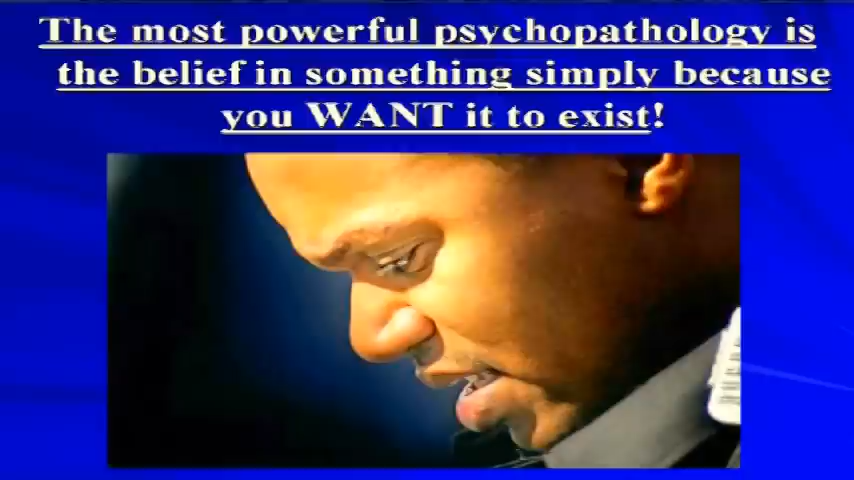 The most powerful psychopathology is
the belief in something simply because
you WANT it to exist!